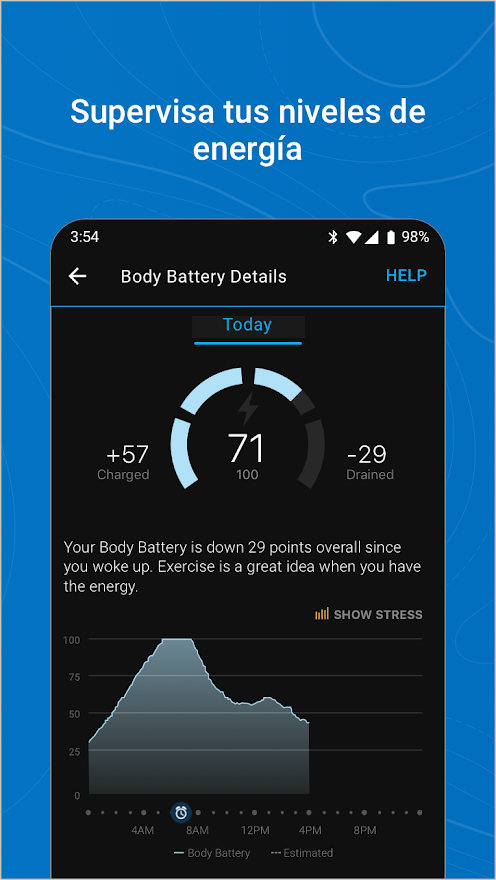 Supervisa tus niveles de
energía
3:54
98%
Body Battery Details
HELP
Today
+57
Charged
71
100
-29
Drained
Your Body Battery is down 29 points overall since
you woke up. Exercise is a great idea when you have
the energy.
SHOW STRESS
100
75
50
25
0
4AM 8AM 12PM 4PM 8PM
Body Battery Estimated